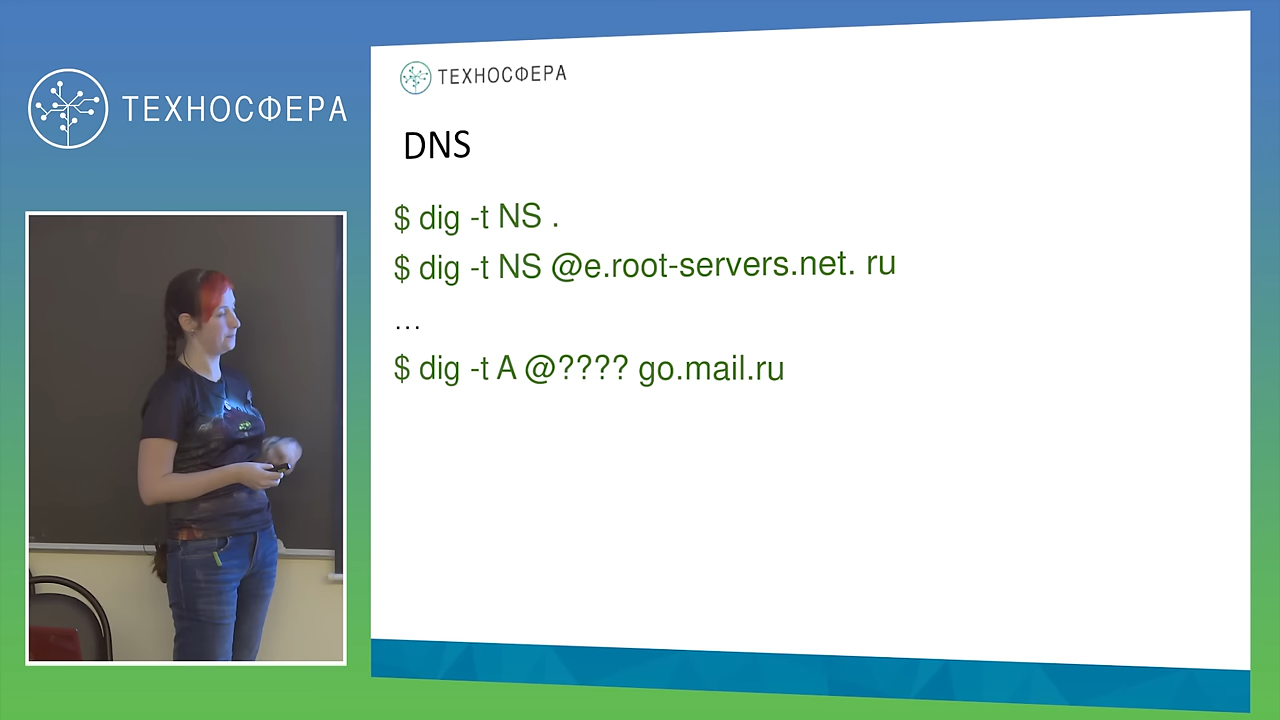 ТЕХНОСФЕРА
ТЕХНОСФЕРА
DNS
$ dig -t NS .
$ dig -t NS @e.root-servers.net. ru
…
$ dig -t A @???? go.mail.ru